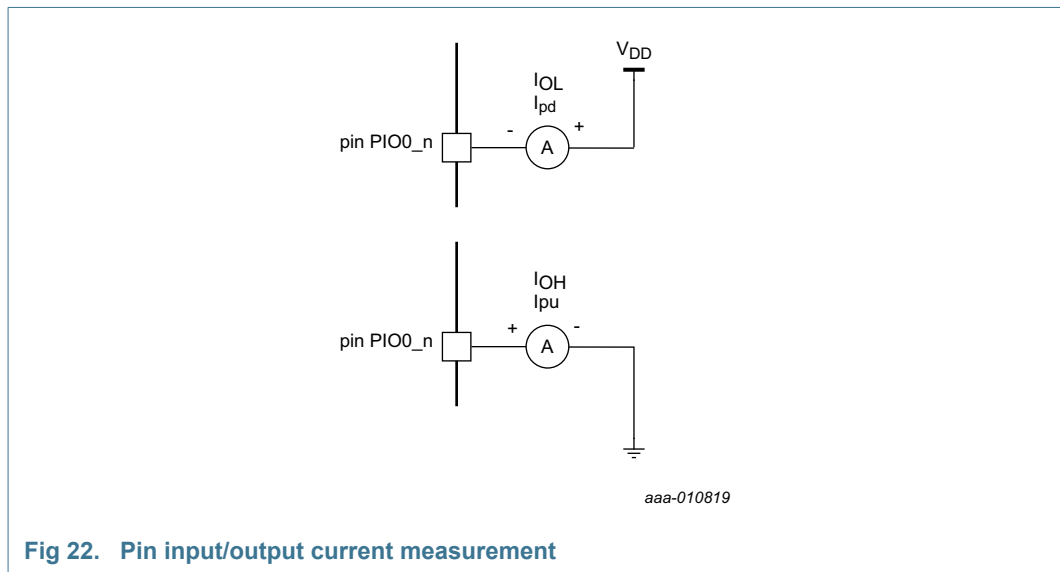 VDD
IOL
Ipd
- +
pin PIO0_n
A
IOH
Ipu
+ -
pin PIO0_n
A
aaa-010819
Fig 22. Pin input/output current measurement